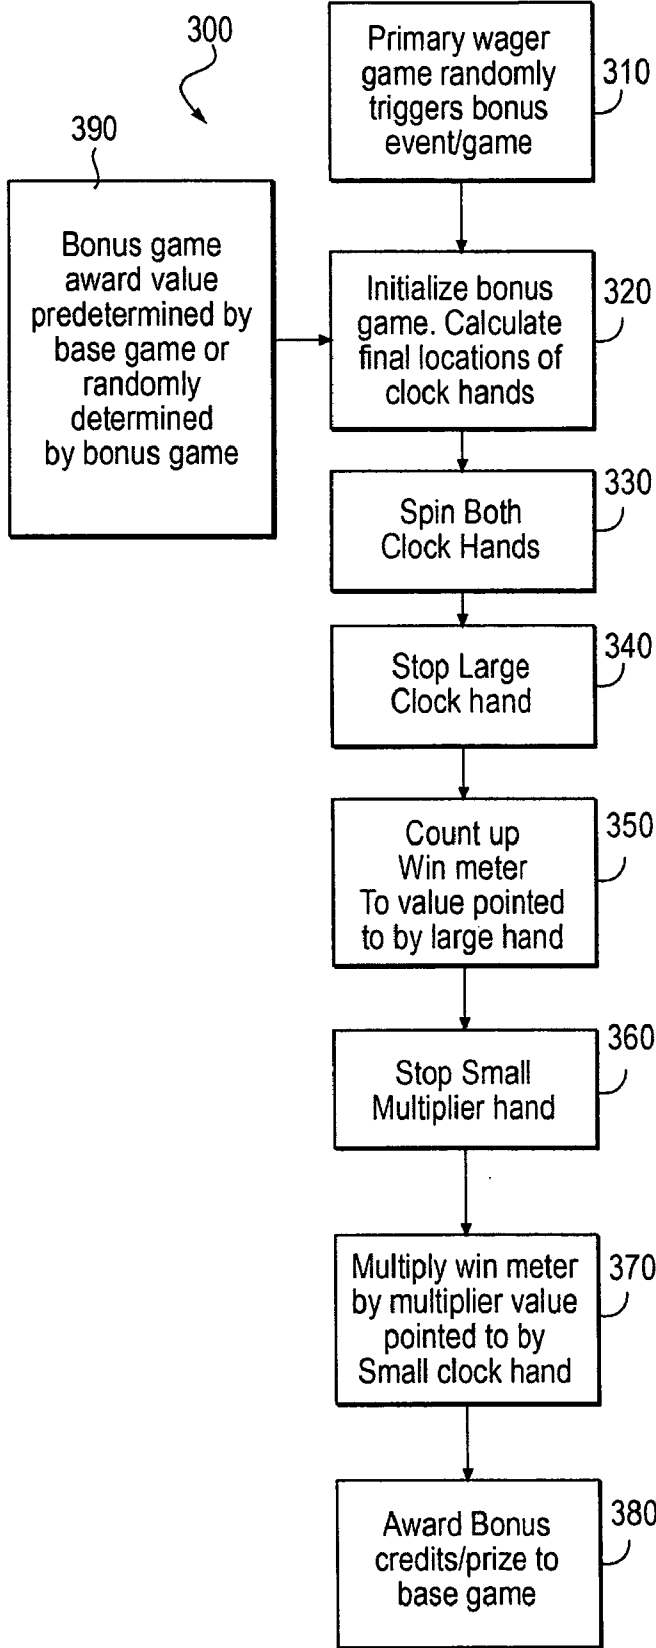 300
Primary wager
game randomly
triggers bonus
event/game
310
390
Bonus game
award value
predetermined by
base game or
randomly
determined
by bonus game
Initialize bonus
game. Calculate
final locations of
clock hands
320
Spin Both
Clock Hands
330
Stop Large
Clock hand
340
Count up
Win meter
To value pointed
to by large hand
350
Stop Small
Multiplier hand
360
Multiply win meter
by multiplier value
pointed to by
Small clock hand
370
Award Bonus
credits/prize to
base game
380